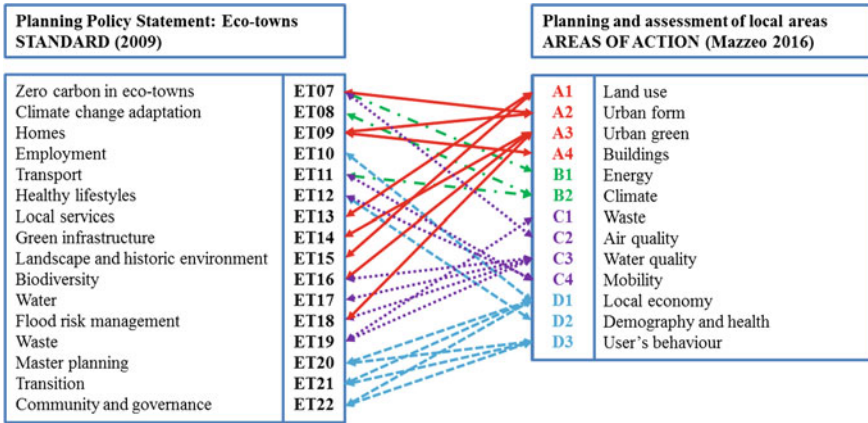 Planning Policy Statement: Eco-towns
STANDARD (2009)
Zero carbon in eco-towns ET07
Climate change adaptation ET08
Homes ET09
Employment ET10
Transport ET11
Healthy lifestyles ET12
Local services ET13
Green infrastructure ET14
Landscape and historic environment ET15
Biodiversity ET16
Water ET17
Flood risk management ET18
Waste ET19
Master planning ET20
Transition ET21
Community and governance ET22
Planning and assessment of local areas
AREAS OF ACTION (Mazzeo 2016)
A1 Land use
A2 Urban form
A3 Urban green
A4 Buildings
B1 Energy
B2 Climate
C1 Waste
C2 Air quality
C3 Water quality
C4 Mobility
D1 Local economy
D2 Demography and health
D3 User’s behaviour